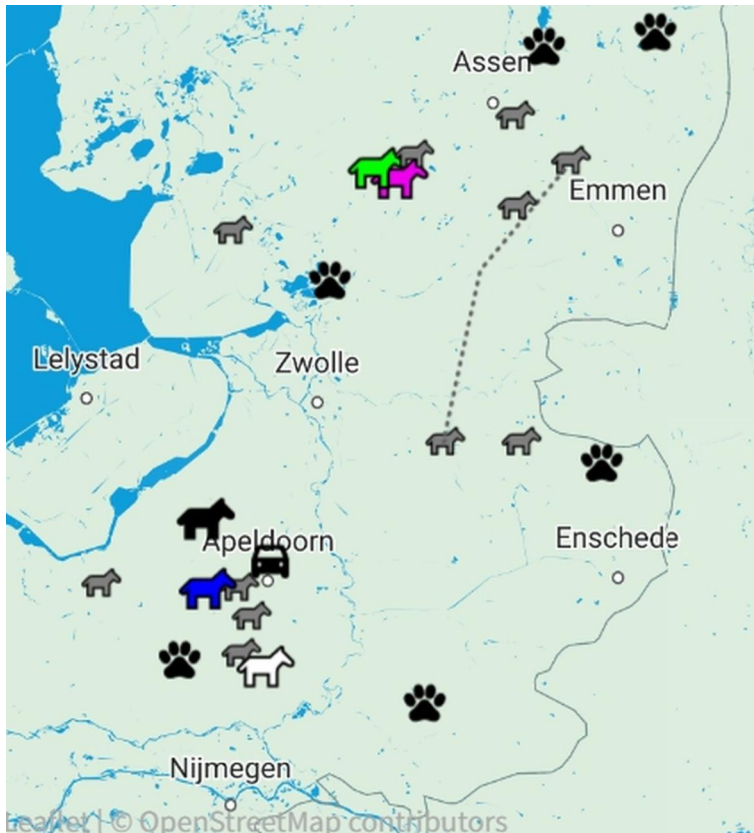 Assen
Emmen
Lelystad
Zwolle
Apeldoorn
Enschede
Nijmegen
Leaflet | © OpenStreetMap contributors